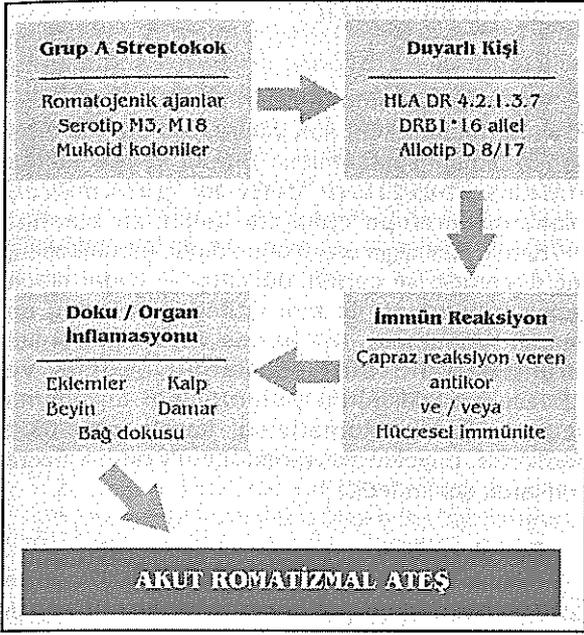 Grup A Streptokok
Romatojenik ajanlar
Serotip M3, M18
Mukoid koloniler
Duyarlı Kişi
HLA DR 4.2.1.3.7
DRB1*16 allel
Allotip D 8/17
İmmün Reaksiyon
Çapraz reaksiyon veren
antikor
ve / veya
Hücresel immünite
Doku / Organ
İnflamasyonu
Eklemler Kalp
Beyin Damar
Bağ dokusu
AKUT ROMATİZMAL ATEŞ